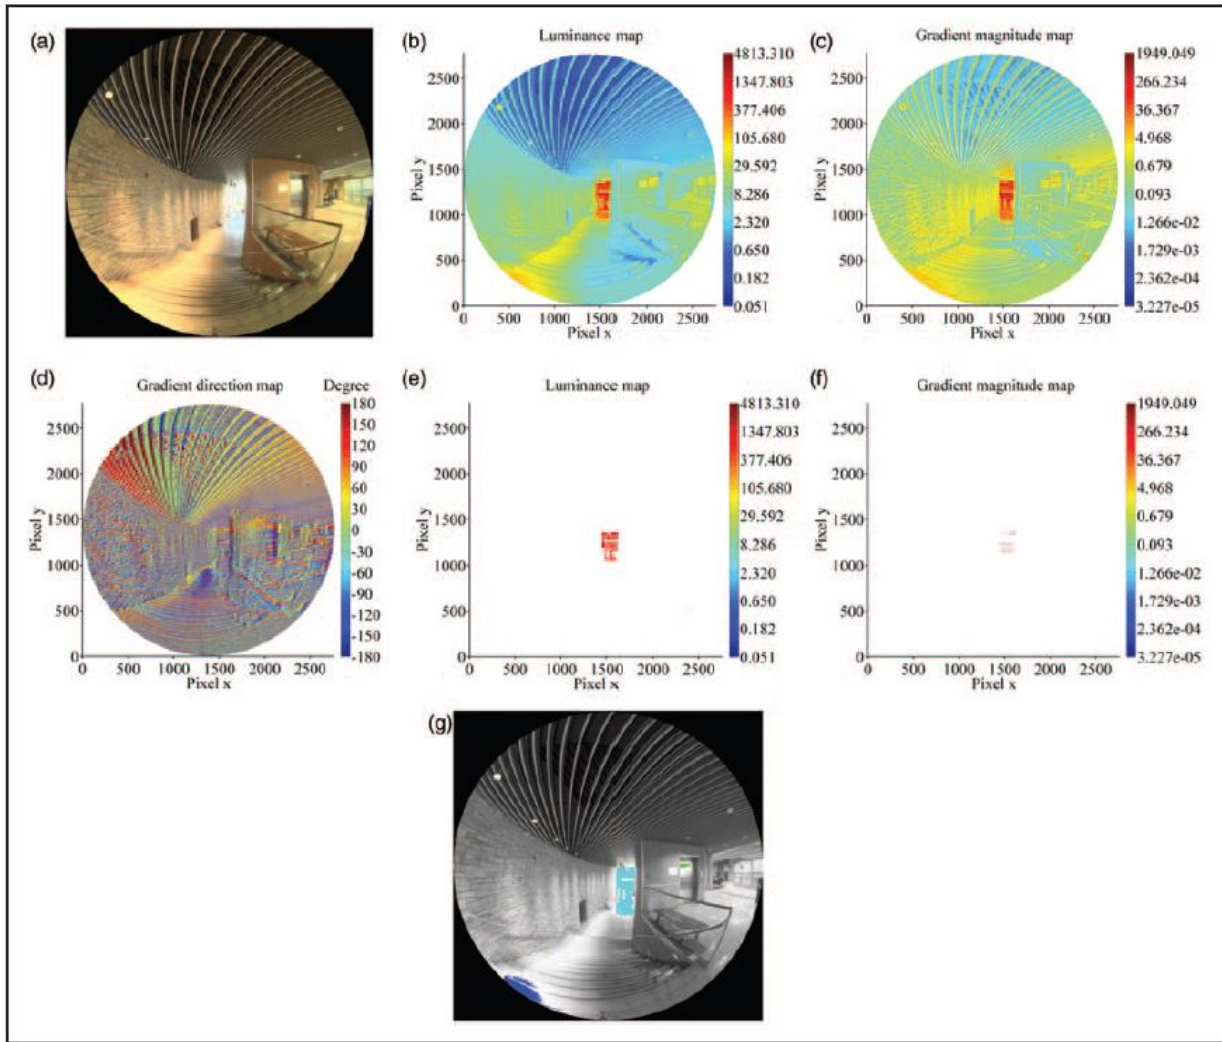 (a)
(b)
Luminance map
4813.310
1347.803
377.406
105.680
29.592
8.286
2.320
0.650
0.182
0.051
Pixel y
2500
2000
1500
1000
500
0
0 500 1000 1500 2000 2500
Pixel x
(c)
Gradient magnitude map
1949.049
266.234
36.367
4.968
0.679
0.093
1.266e-02
1.729e-03
2.362e-04
3.227e-05
Pixel y
2500
2000
1500
1000
500
0
0 500 1000 1500 2000 2500
Pixel x
(d)
Gradient direction map
Degree
180
150
120
90
60
30
0
-30
-60
-90
-120
-150
-180
Pixel y
2500
2000
1500
1000
500
0
0 500 1000 1500 2000 2500
Pixel x
(e)
Luminance map
4813.310
1347.803
377.406
105.680
29.592
8.286
2.320
0.650
0.182
0.051
Pixel y
2500
2000
1500
1000
500
0
0 500 1000 1500 2000 2500
Pixel x
(f)
Gradient magnitude map
1949.049
266.234
36.367
4.968
0.679
0.093
1.266e-02
1.729e-03
2.362e-04
3.227e-05
Pixel y
2500
2000
1500
1000
500
0
0 500 1000 1500 2000 2500
Pixel x
(g)